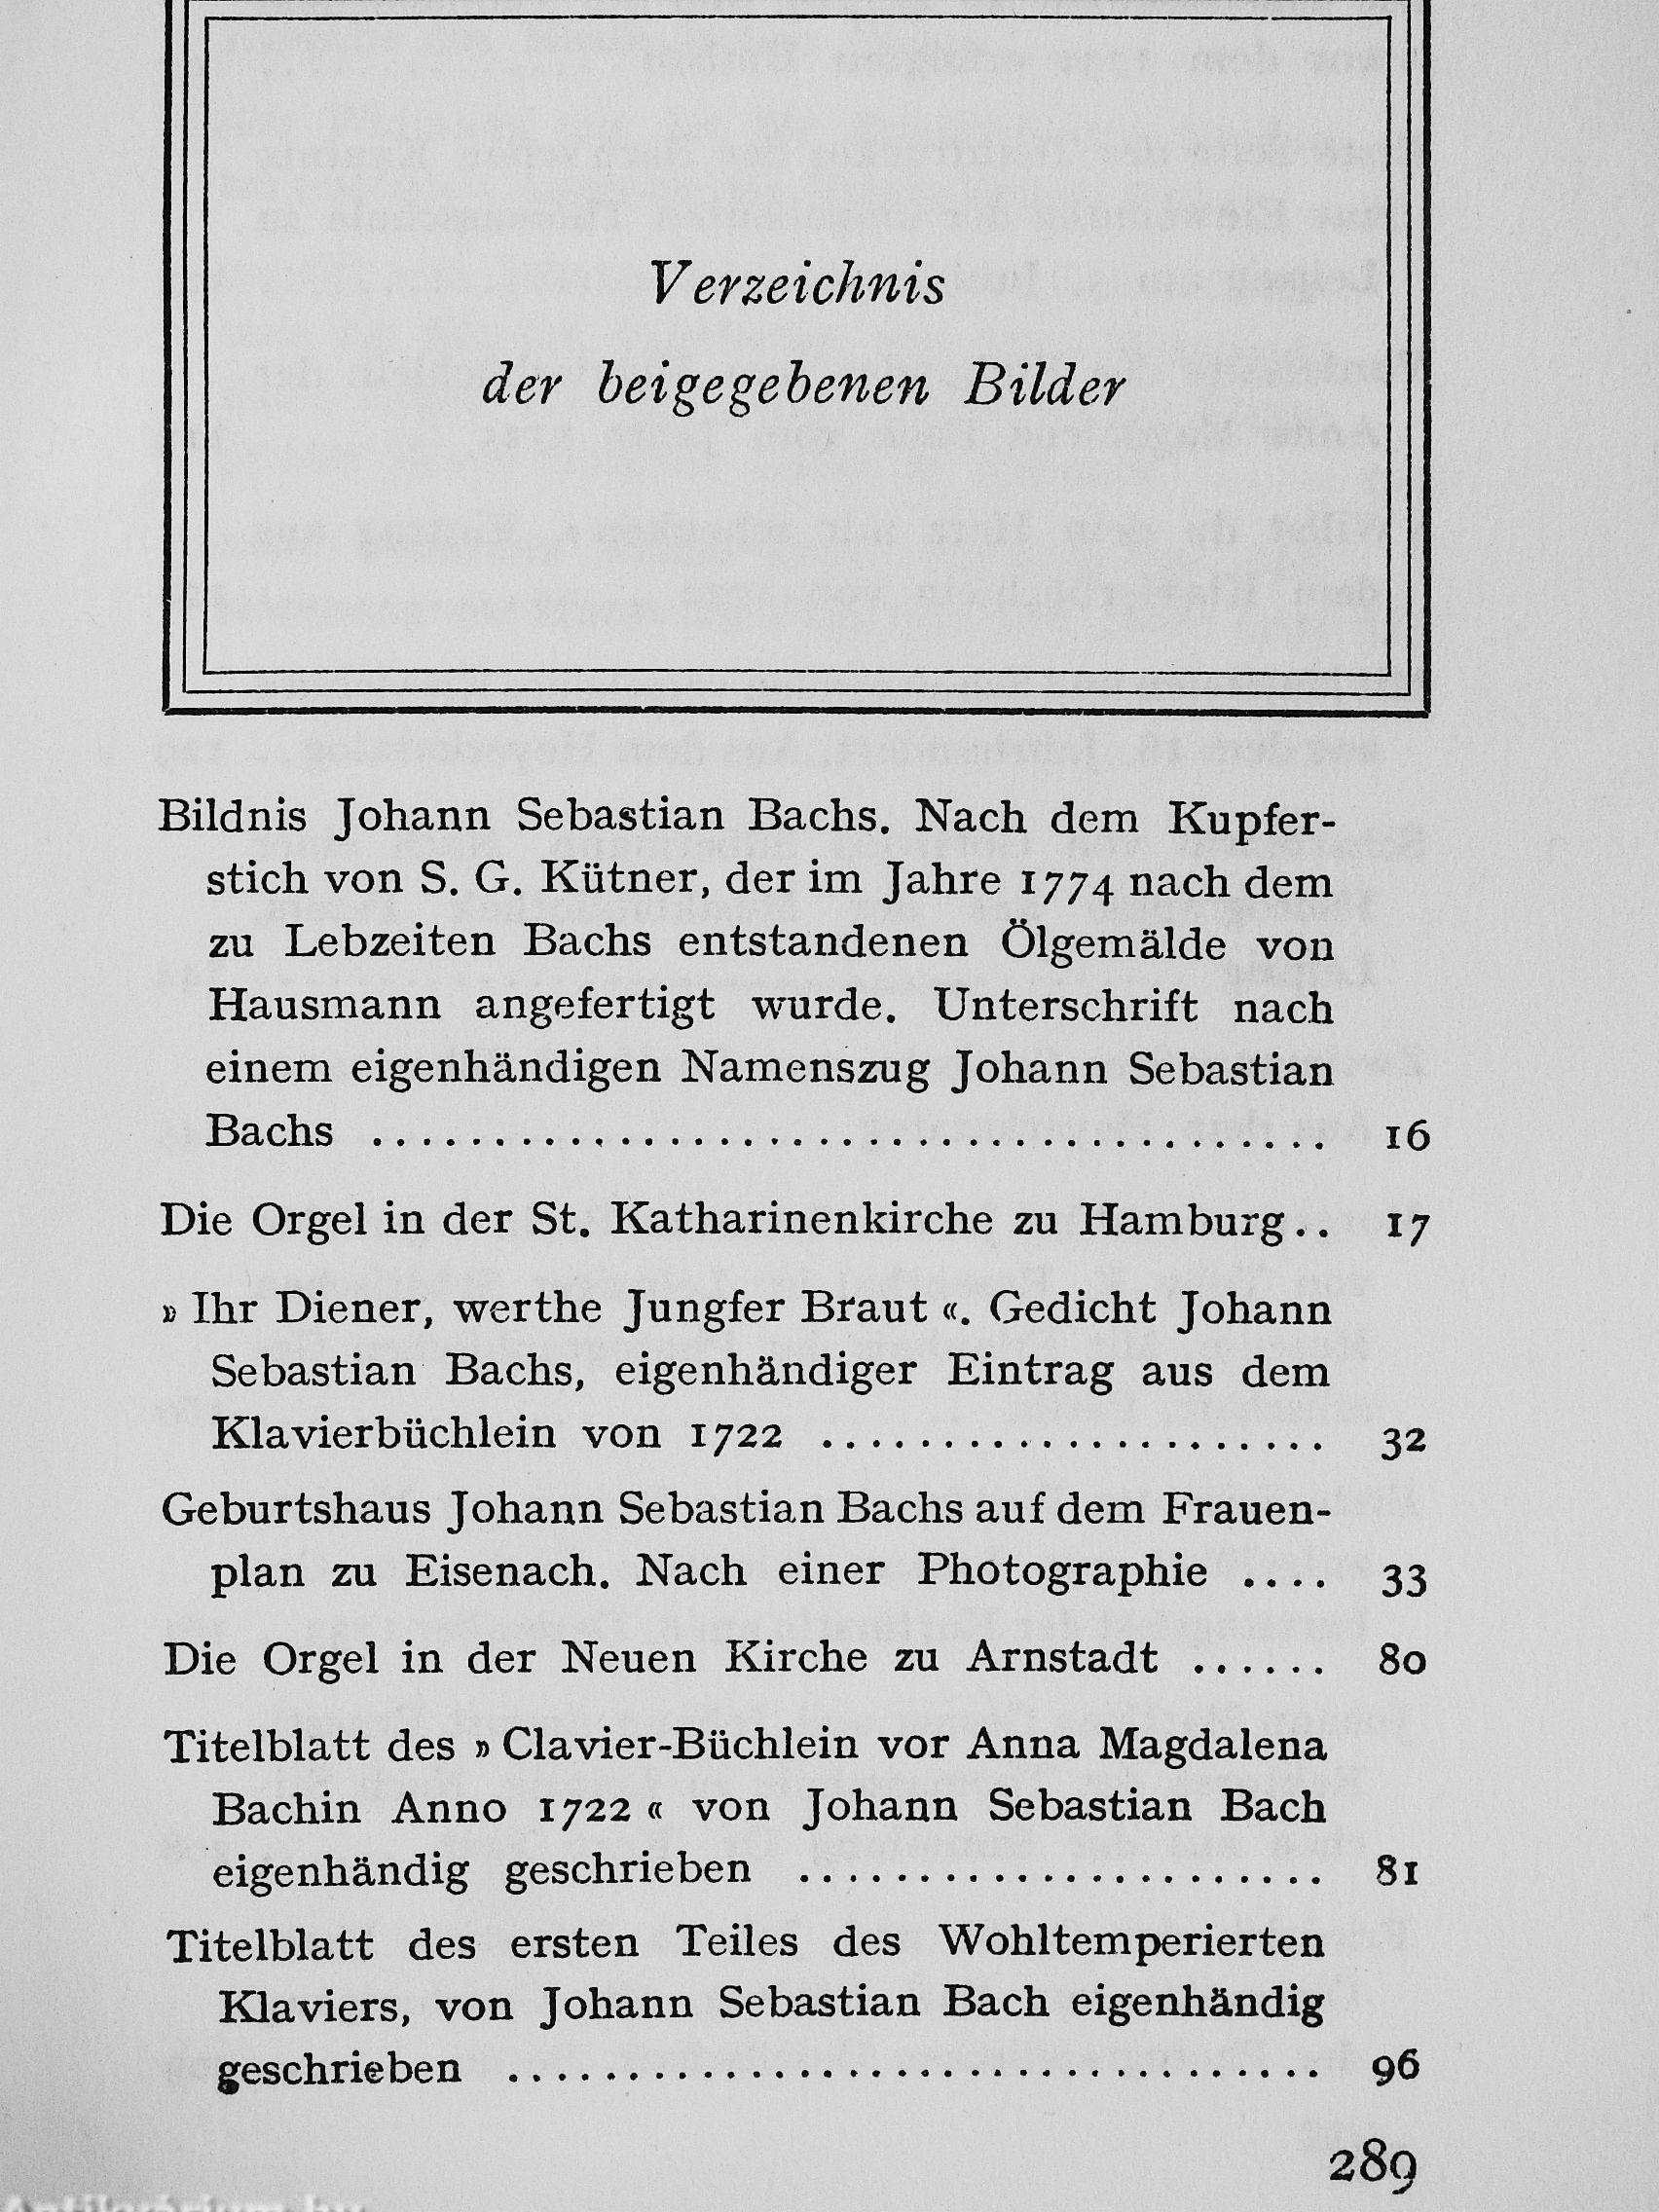 Verzeichnis
der beigegebenen Bilder
Bildnis Johann Sebastian Bachs. Nach dem Kupfer-
stich von S. G. Kütner, der im Jahre 1774 nach dem
zu Lebzeiten Bachs entstandenen Ölgemälde von
Hausmann angefertigt wurde. Unterschrift nach
einem eigenhändigen Namenszug Johann Sebastian
Bachs ....................................... 16
Die Orgel in der St. Katharinenkirche zu Hamburg.. 17
» Ihr Diener, werthe Jungfer Braut «. Gedicht Johann
Sebastian Bachs, eigenhändiger Eintrag aus dem
Klavierbüchlein von 1722 ..................... 32
Geburtshaus Johann Sebastian Bachs auf dem Frauen-
plan zu Eisenach. Nach einer Photographie .... 33
Die Orgel in der Neuen Kirche zu Arnstadt ...... 80
Titelblatt des » Clavier-Büchlein vor Anna Magdalena
Bachin Anno 1722 « von Johann Sebastian Bach
eigenhändig geschrieben ...................... 81
Titelblatt des ersten Teiles des Wohltemperierten
Klaviers, von Johann Sebastian Bach eigenhändig
geschrieben .................................. 96
289